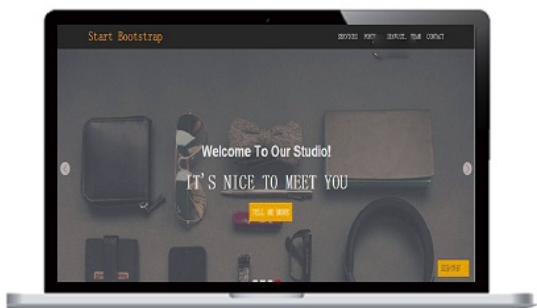 Start Bootstrap
SERVICES TEAM CONTACT
Welcome To Our Studio!
IT'S NICE TO MEET YOU
TELL ME MORE